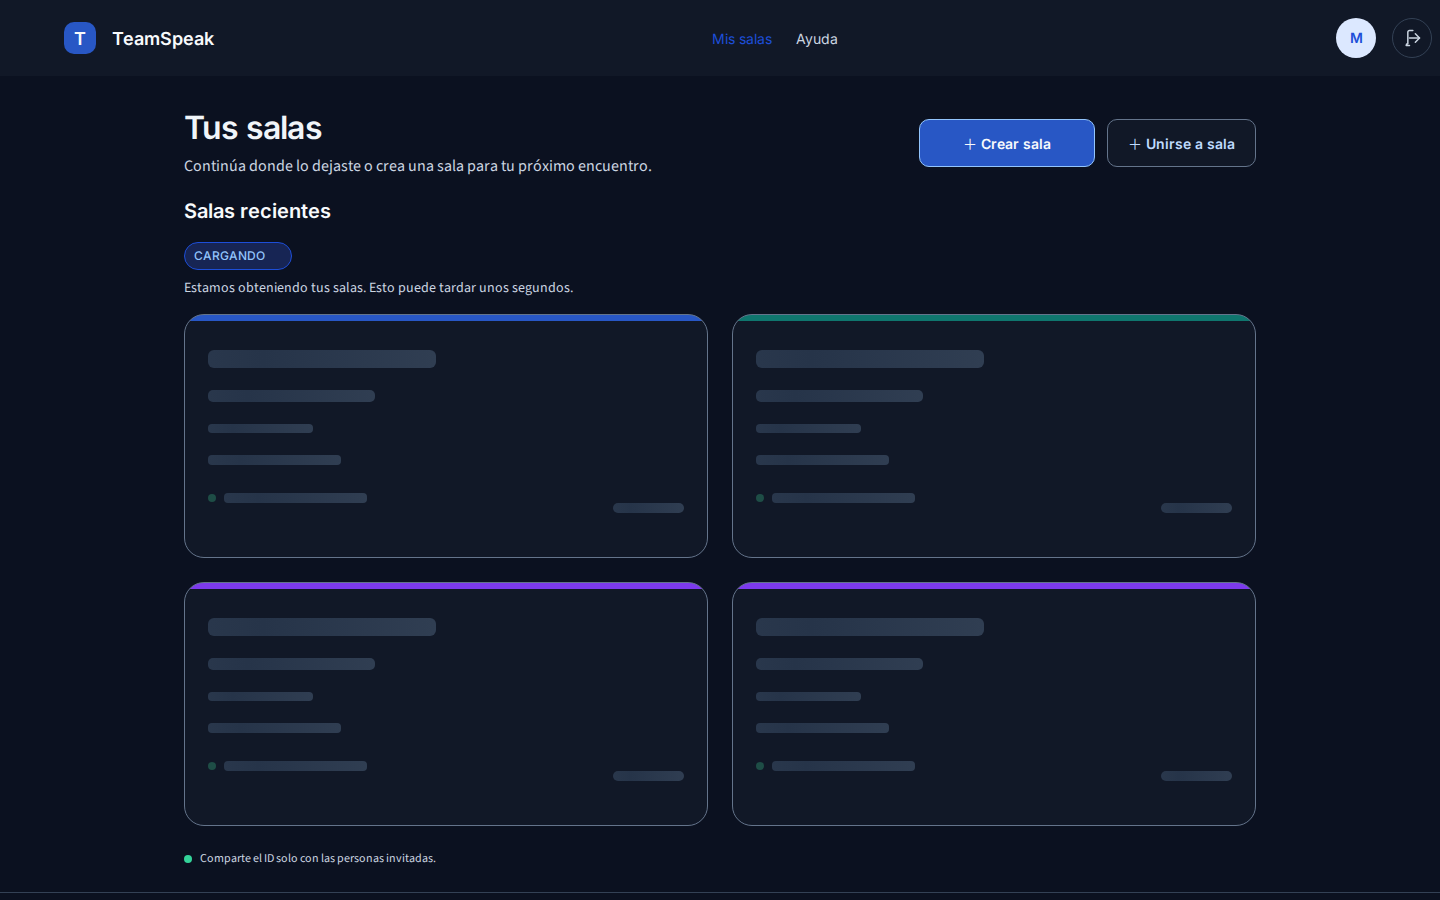 T TeamSpeak
Mis salas
Ayuda
M
Tus salas
Continúa donde lo dejaste o crea una sala para tu próximo encuentro.
+ Crear sala
+ Unirse a sala
Salas recientes
CARGANDO
Estamos obteniendo tus salas. Esto puede tardar unos segundos.
Comparte el ID solo con las personas invitadas.